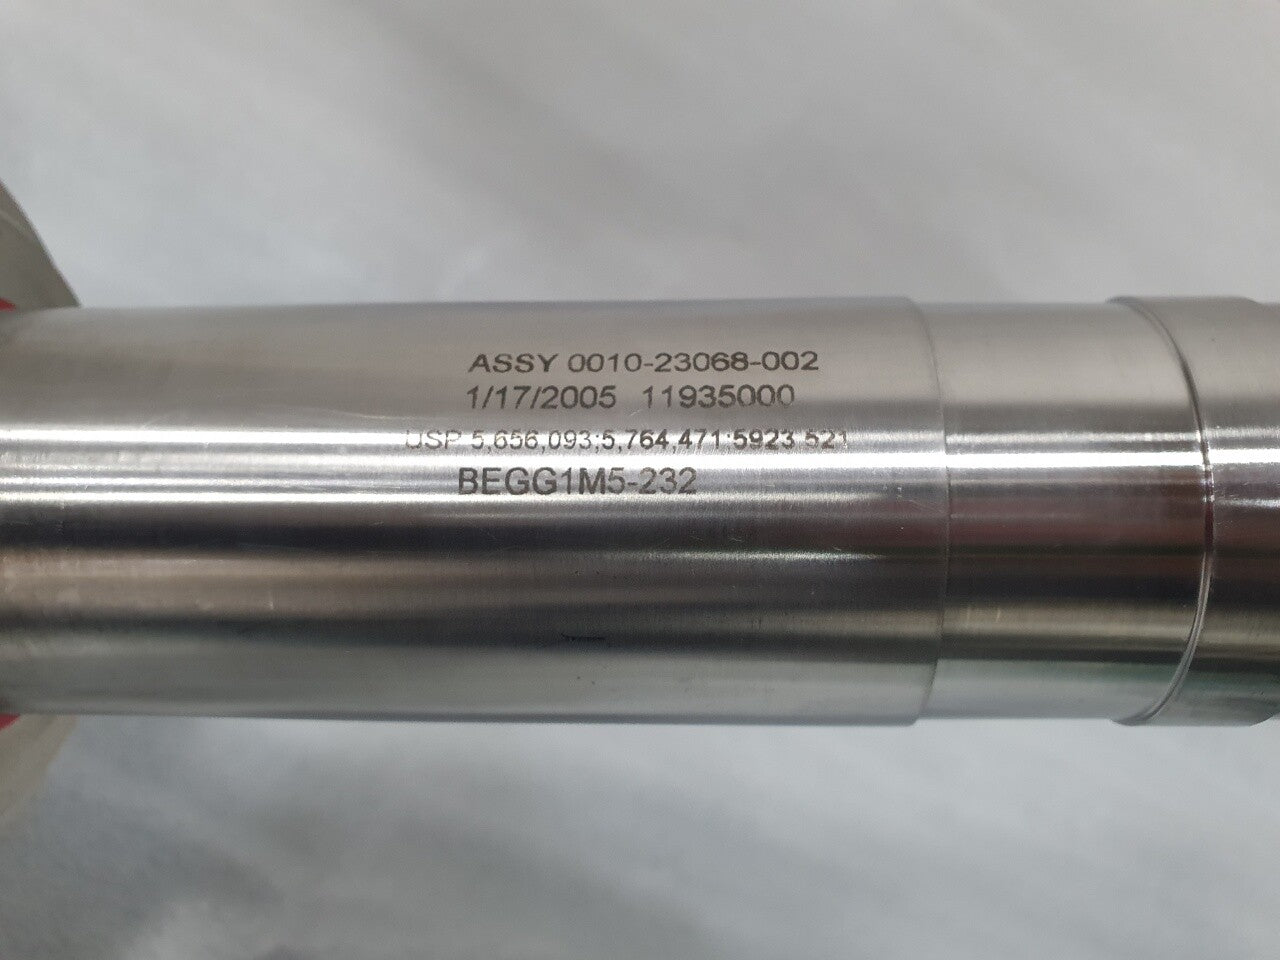 ASSY 0010-23068-002
1/17/2005 11935000
USP 5,656,093;5,764,471;5923,521
BEGG1M5-232